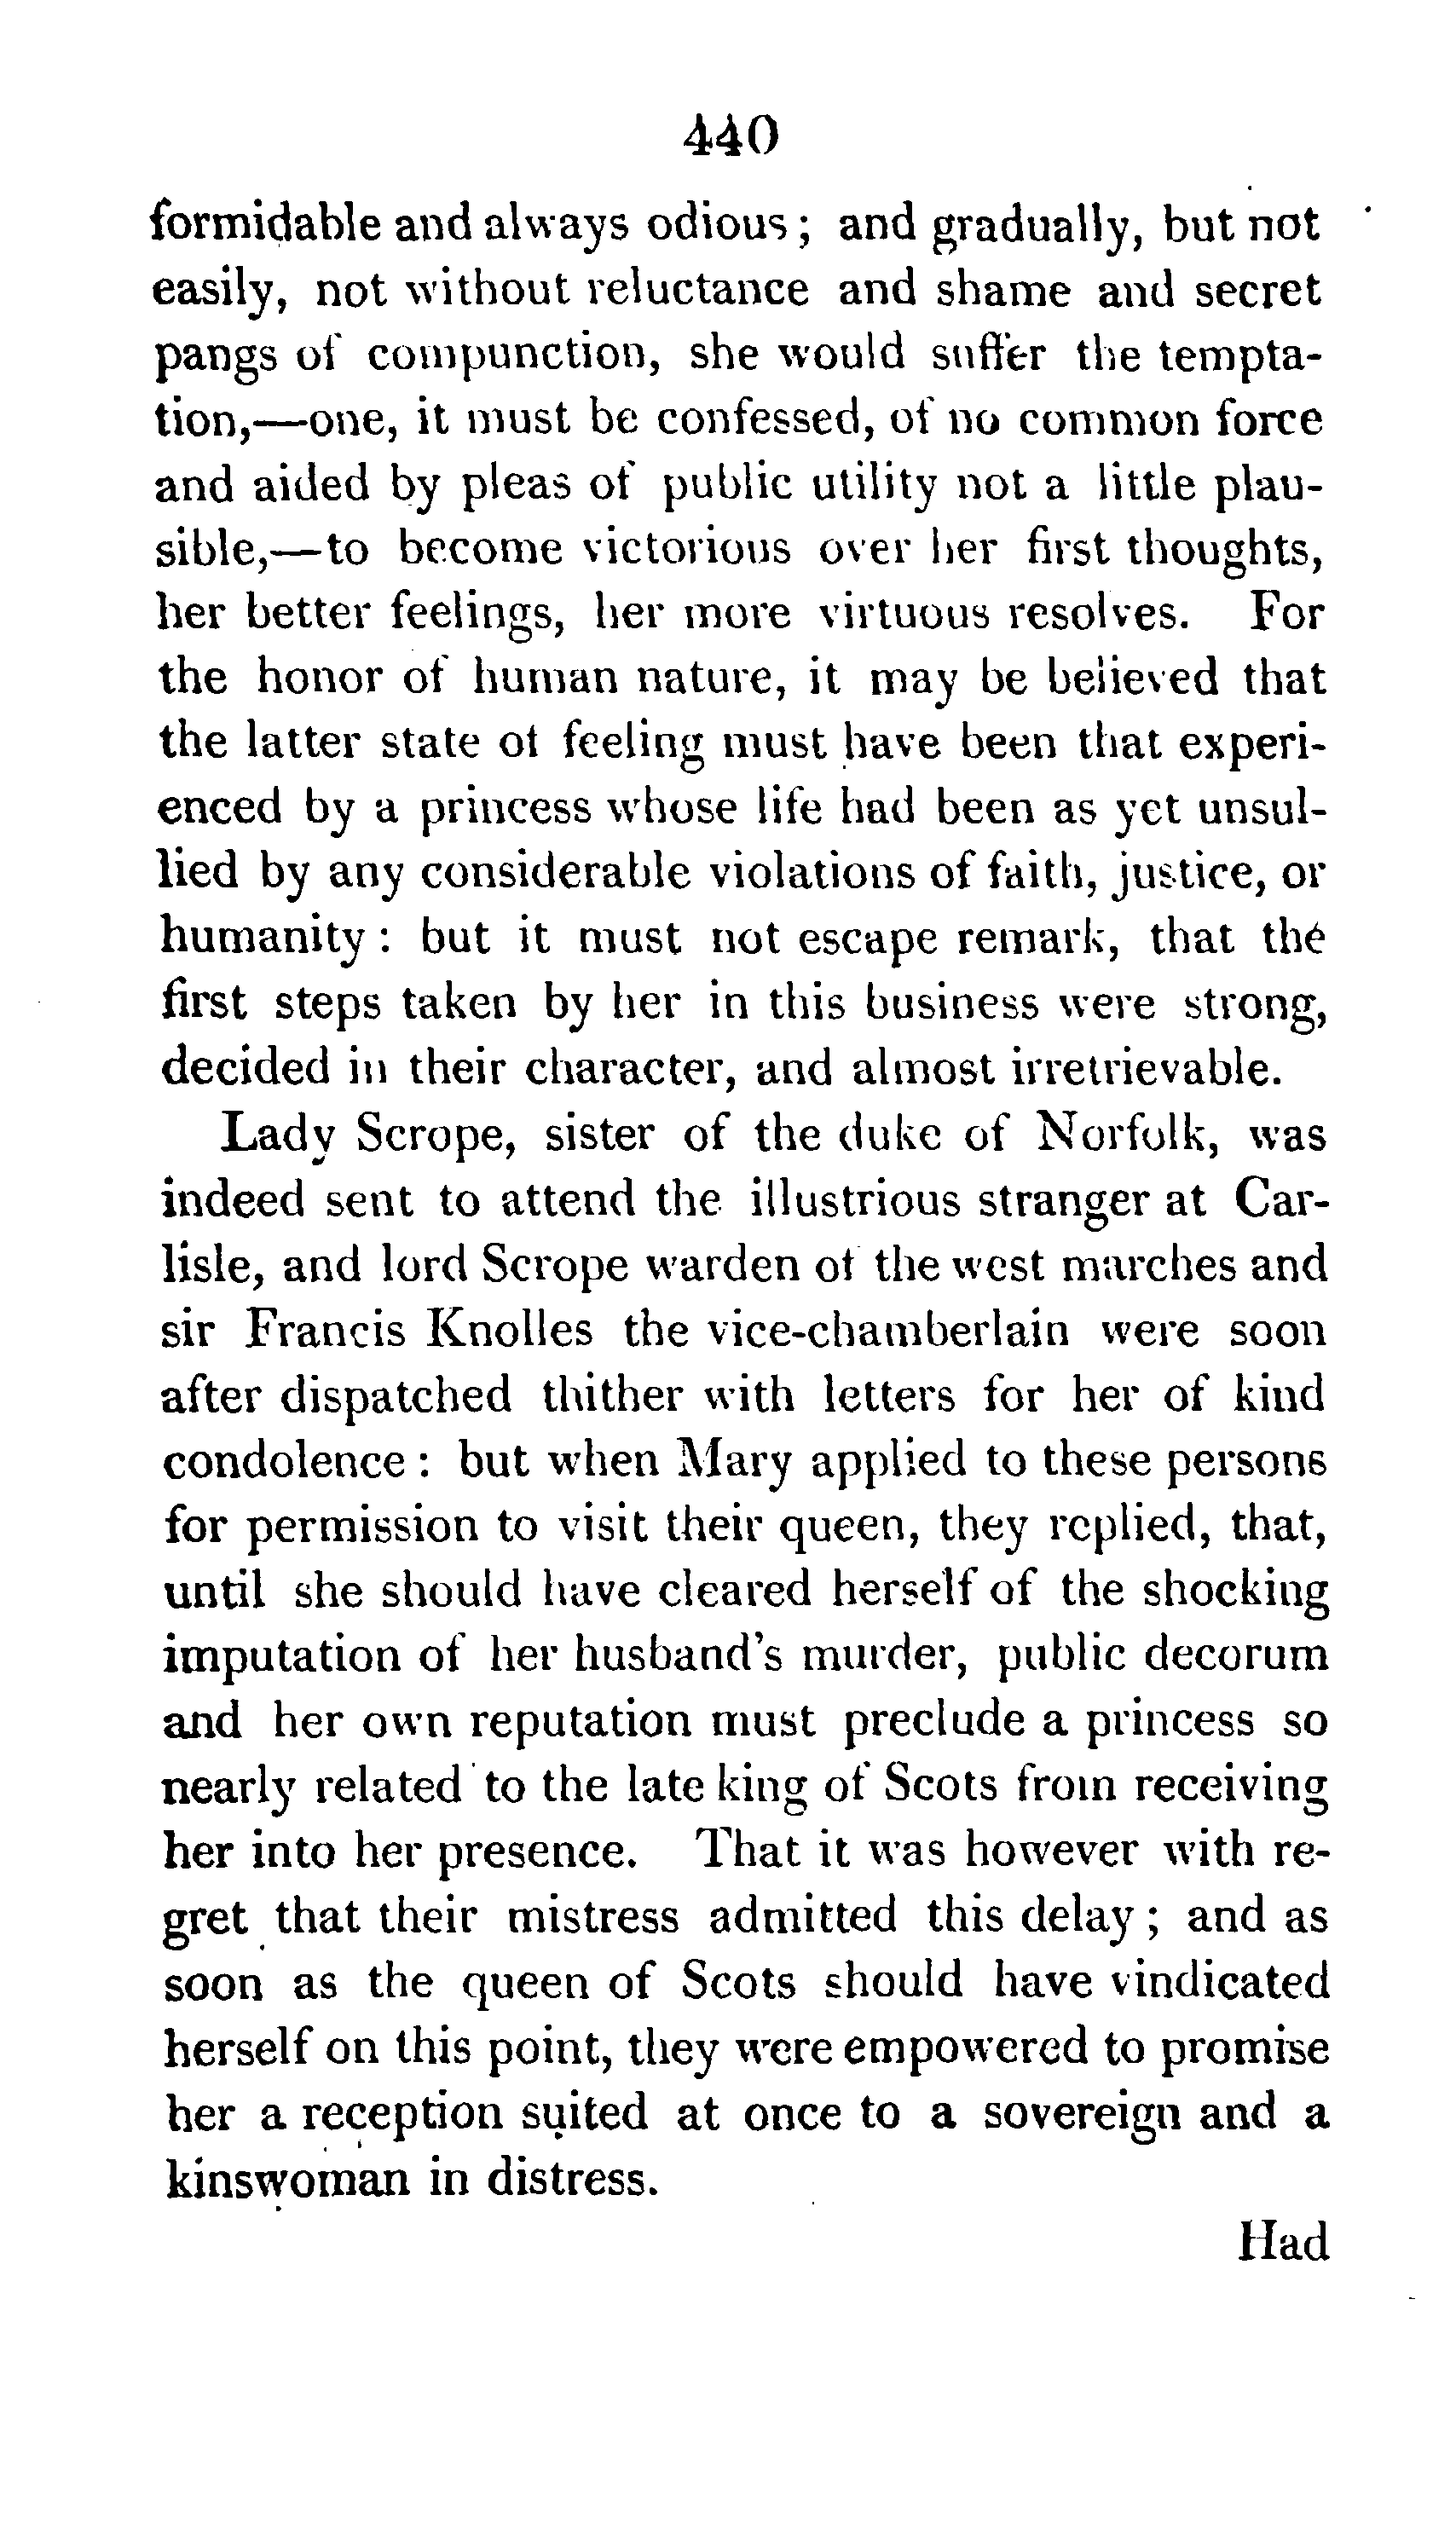 440
formidable and always odious ; and gradually, but not
easily, not without reluctance and shame and secret
pangs of compunction, she would suffer the tempta-
tion,—one, it must be confessed, of no common force
and aided by pleas of public utility not a little plau-
sible,—to become victorious over her first thoughts,
her better feelings, her more virtuous resolves. For
the honor of human nature, it may be believed that
the latter state of feeling must have been that experi-
enced by a princess whose life had been as yet unsul-
lied by any considerable violations of faith, justice, or
humanity : but it must not escape remark, that the
first steps taken by her in this business were strong,
decided in their character, and almost irretrievable.
Lady Scrope, sister of the duke of Norfolk, was
indeed sent to attend the illustrious stranger at Car-
lisle, and lord Scrope warden of the west marches and
sir Francis Knolles the vice-chamberlain were soon
after dispatched thither with letters for her of kind
condolence : but when Mary applied to these persons
for permission to visit their queen, they replied, that,
until she should have cleared herself of the shocking
imputation of her husband's murder, public decorum
and her own reputation must preclude a princess so
nearly related to the late king of Scots from receiving
her into her presence. That it was however with re-
gret that their mistress admitted this delay ; and as
soon as the queen of Scots should have vindicated
herself on this point, they were empowered to promise
her a reception suited at once to a sovereign and a
kinswoman in distress.
Had